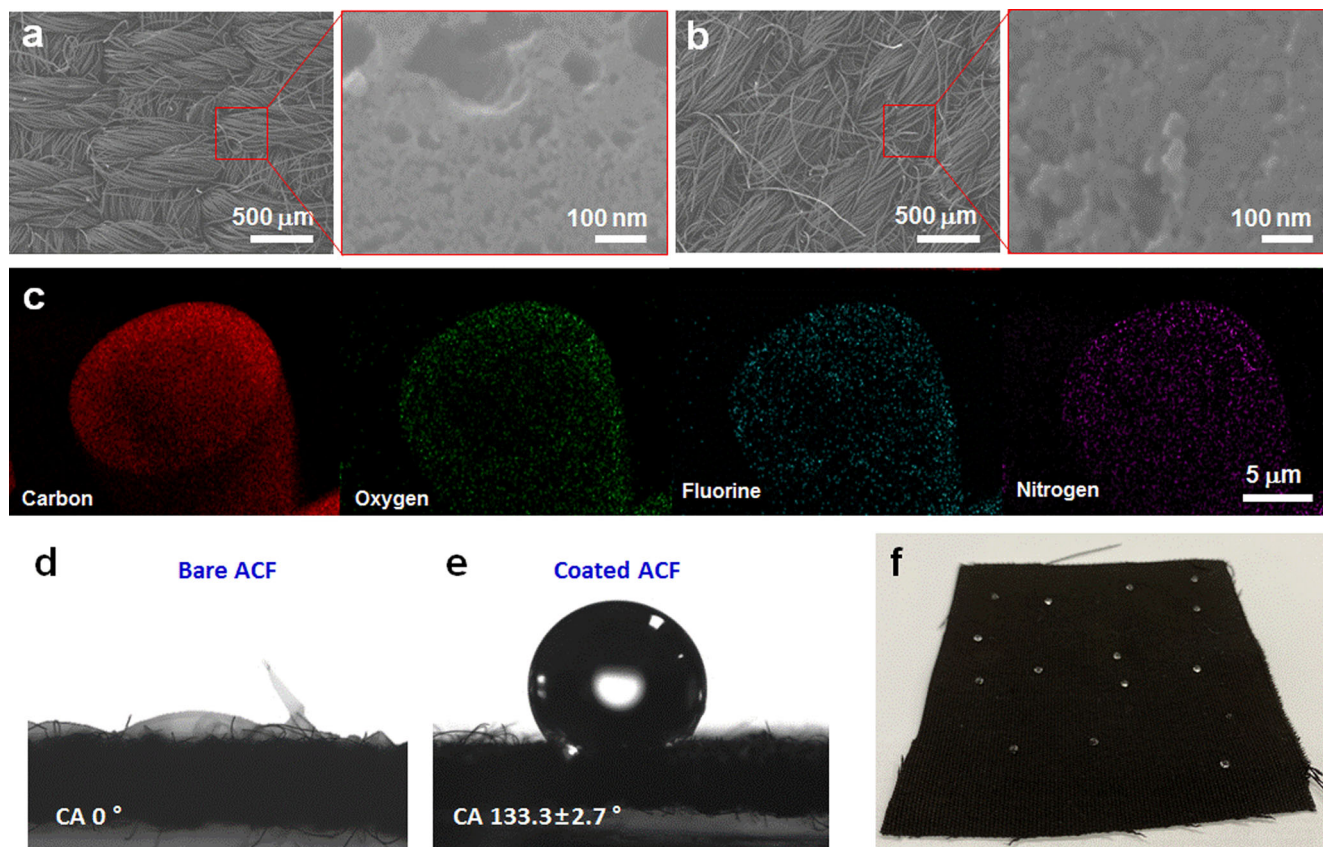 a
500 μm
100 nm
b
500 μm
100 nm
c
Carbon
Oxygen
Fluorine
Nitrogen
5 μm
d
Bare ACF
CA 0 °
e
Coated ACF
CA 133.3±2.7 °
f